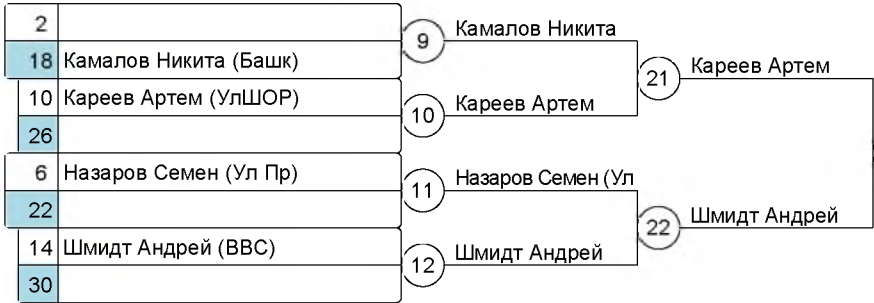 2
18 Камалов Никита (Башк)
9 Камалов Никита
10 Кареев Артем (УлШОР)
26
10 Кареев Артем
21 Кареев Артем
6 Назаров Семен (Ул Пр)
22
11 Назаров Семен (Ул
14 Шмидт Андрей (ВВС)
30
12 Шмидт Андрей
22 Шмидт Андрей